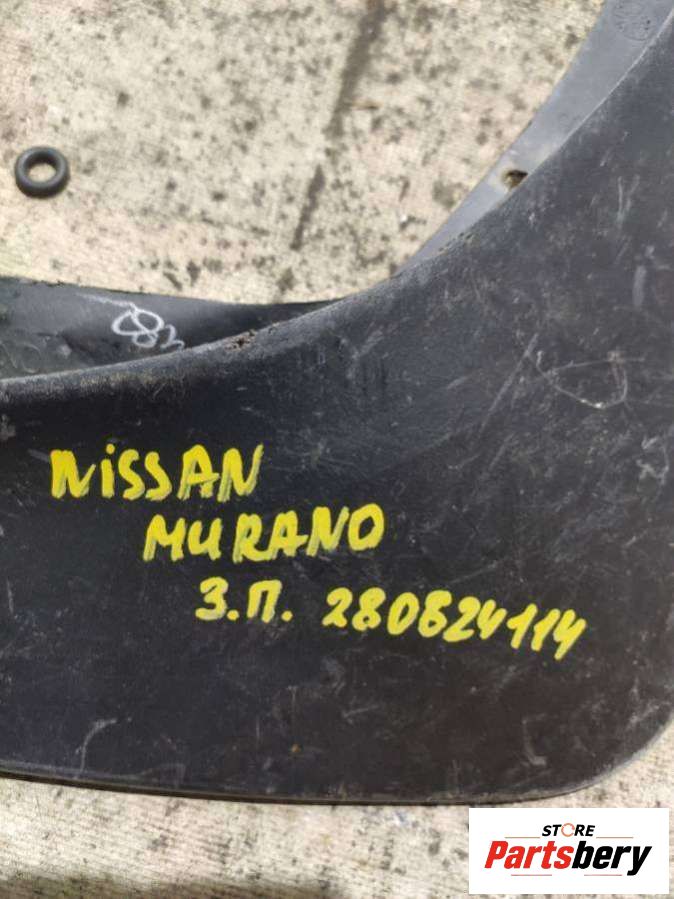 NiSSAN
MURANO
З.П. 280824114
STORE
Partsbery